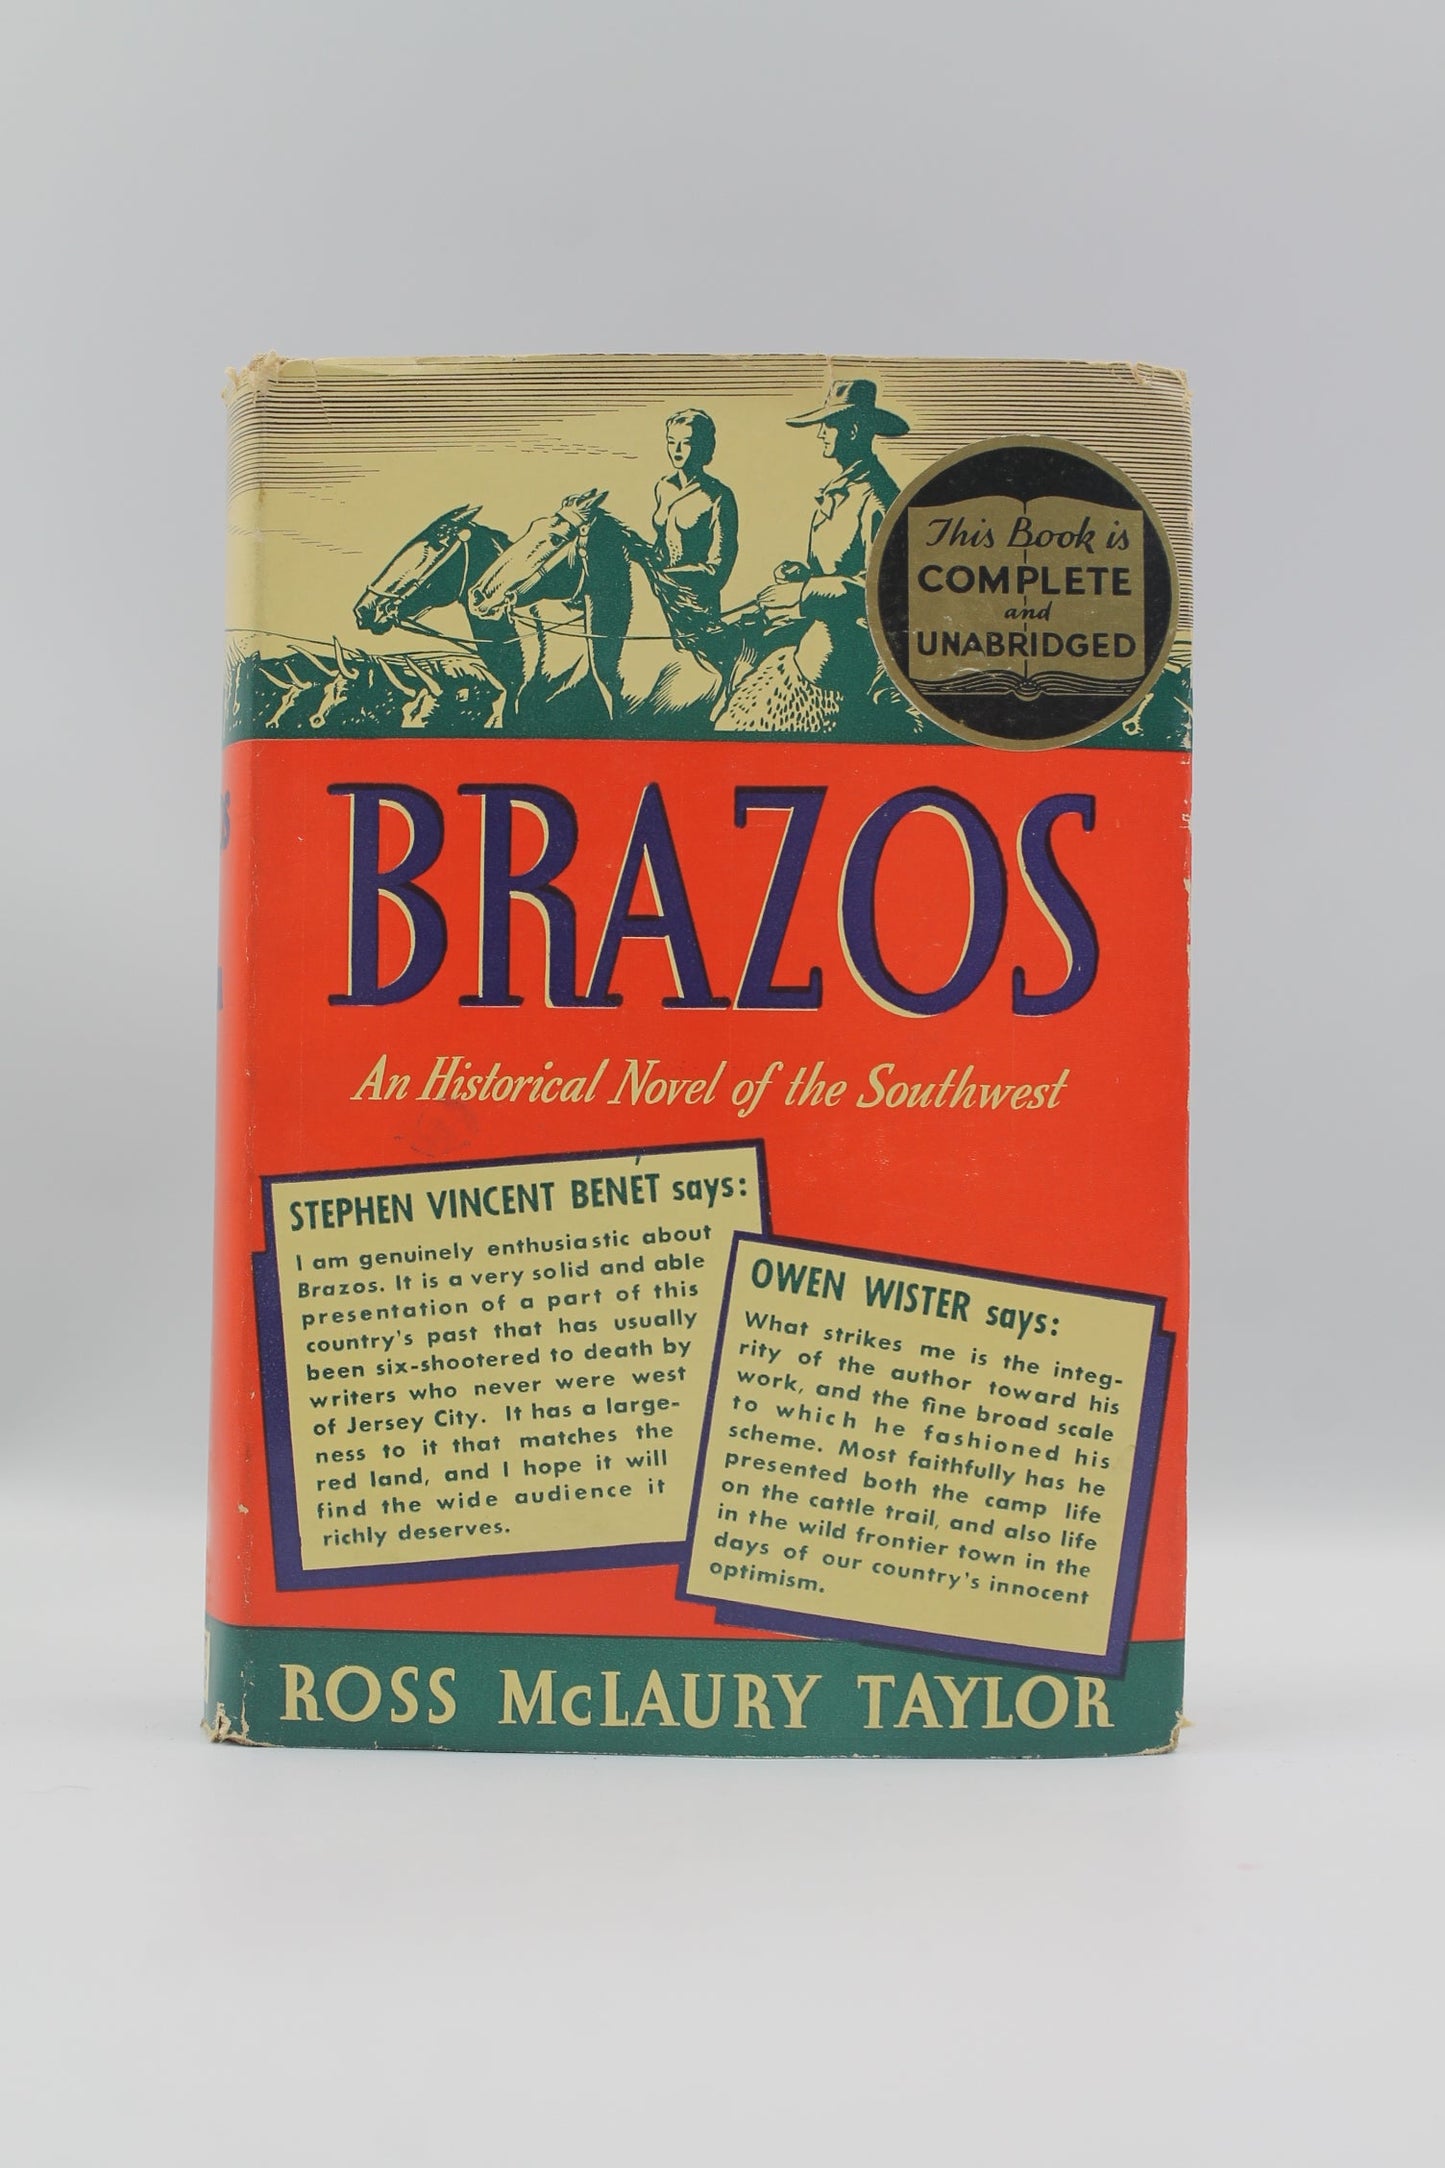 This Book is
COMPLETE
and
UNABRIDGED
BRAZOS
An Historical Novel of the Southwest
STEPHEN VINCENT BENÉT says:
I am genuinely enthusiastic about
Brazos. It is a very solid and able
presentation of a part of this
country's past that has usually
been six-shootered to death by
writers who never were west
of Jersey City. It has a large-
ness to it that matches the
red land, and I hope it will
find the wide audience it
richly deserves.
OWEN WISTER says:
What strikes me is the integ-
rity of the author toward his
work, and the fine broad scale
to which he fashioned his
scheme. Most faithfully has he
presented both the camp life
on the cattle trail, and also life
in the wild frontier town in the
days of our country's innocent
optimism.
ROSS McLAURY TAYLOR